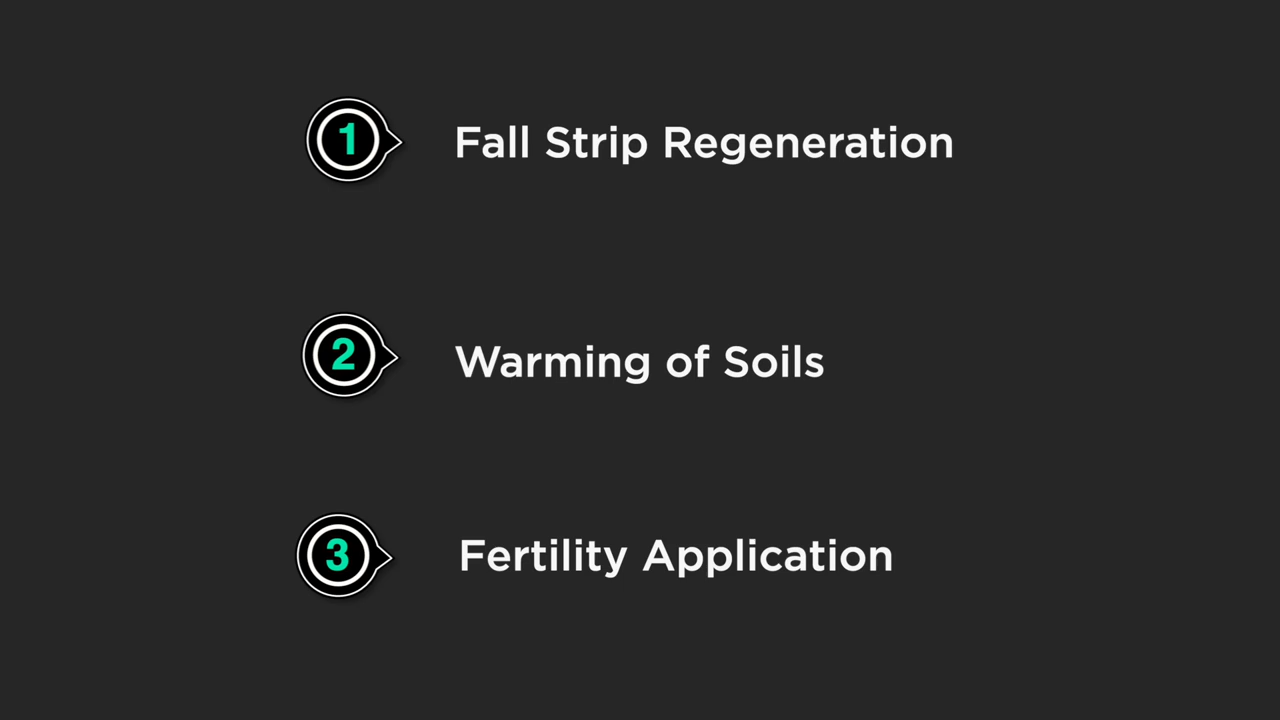 1 Fall Strip Regeneration
2 Warming of Soils
3 Fertility Application